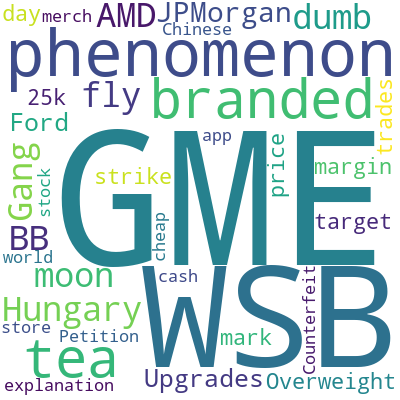 day
merch
AMD
JPMorgan
Chinese
dumb
phenomenon
25k
fly
branded
Ford
app
trades
Gang
stock
GME
strike
price
margin
BB
cheap
target
world
moon
cash
WSB
Hungary
Counterfeit
store
Petition
mark
tea
explanation
Upgrades
Overweight